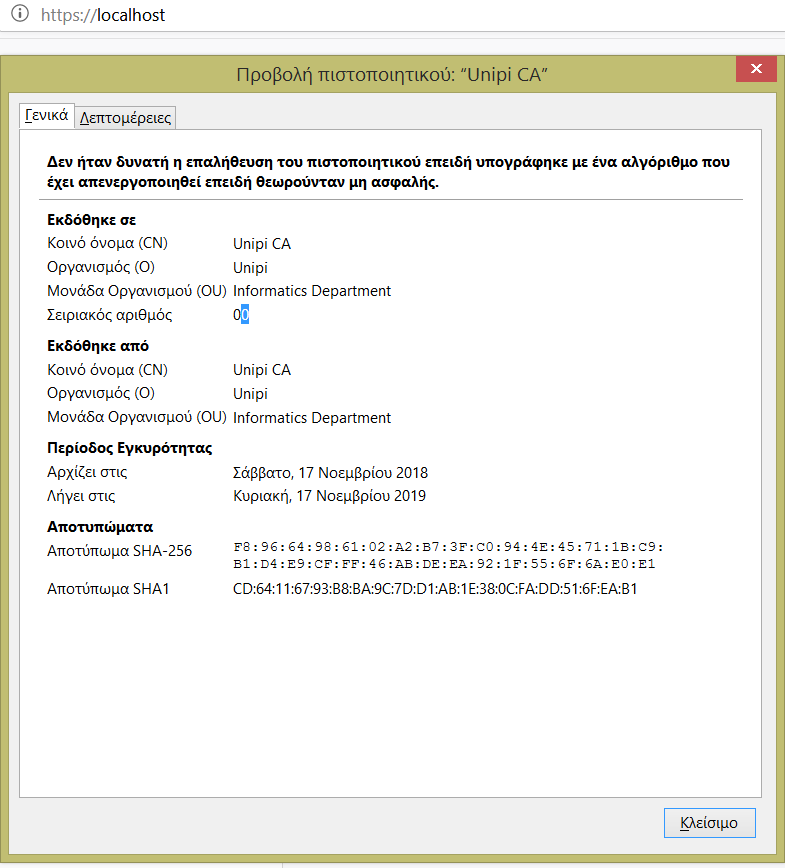 https://localhost
Προβολή πιστοποιητικού: “Unipi CA”
Γενικά Λεπτομέρειες
Δεν ήταν δυνατή η επαλήθευση του πιστοποιητικού επειδή υπογράφηκε με ένα αλγόριθμο που
έχει απενεργοποιηθεί επειδή θεωρούνταν μη ασφαλής.
Εκδόθηκε σε
Κοινό όνομα (CN) Unipi CA
Οργανισμός (O) Unipi
Μονάδα Οργανισμού (OU) Informatics Department
Σειριακός αριθμός 00
Εκδόθηκε από
Κοινό όνομα (CN) Unipi CA
Οργανισμός (O) Unipi
Μονάδα Οργανισμού (OU) Informatics Department
Περίοδος Εγκυρότητας
Αρχίζει στις Σάββατο, 17 Νοεμβρίου 2018
Λήγει στις Κυριακή, 17 Νοεμβρίου 2019
Αποτυπώματα
Αποτύπωμα SHA-256 F8:96:64:98:61:02:A2:B7:3F:C0:94:4E:45:71:1B:C9:
B1:D4:E9:CF:FF:46:AB:DE:EA:92:1F:55:6F:6A:E0:E1
Αποτύπωμα SHA1 CD:64:11:67:93:B8:BA:9C:7D:D1:AB:1E:38:0C:FA:DD:51:6F:EA:B1
Κλείσιμο